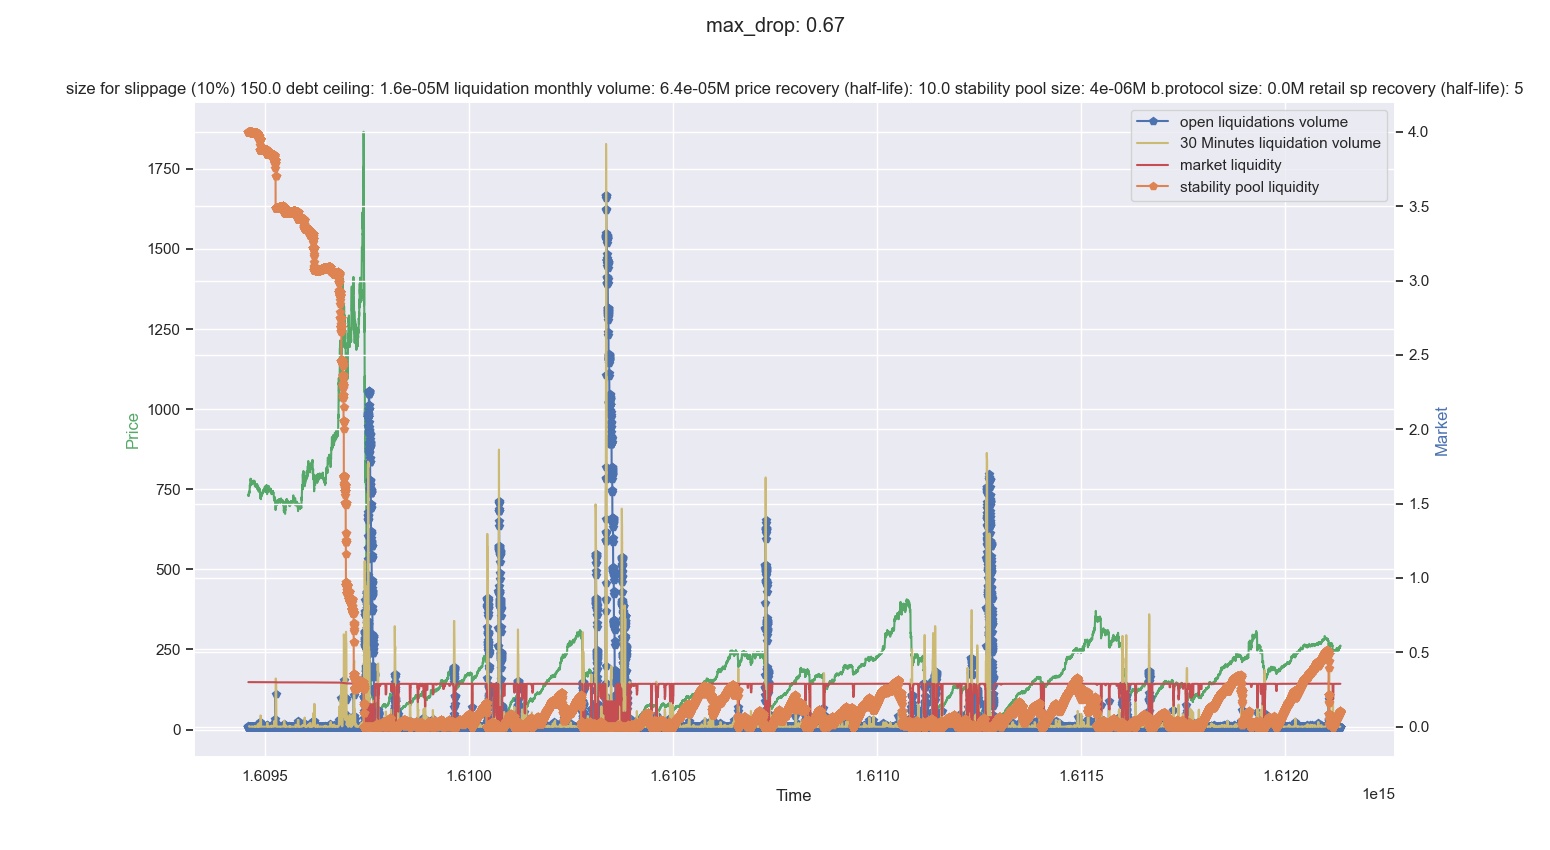 max_drop: 0.67
size for slippage (10%) 150.0 debt ceiling: 1.6e-05M liquidation monthly volume: 6.4e-05M price recovery (half-life): 10.0 stability pool size: 4e-06M b.protocol size: 0.0M retail sp recovery (half-life): 5
open liquidations volume
30 Minutes liquidation volume
market liquidity
stability pool liquidity
Price
1750
1500
1250
1000
750
500
250
0
4.0
3.5
3.0
2.5
2.0
1.5
1.0
0.5
0.0
Market
1.6095
1.6100
1.6105
1.6110
1.6115
1.6120
Time
1e15